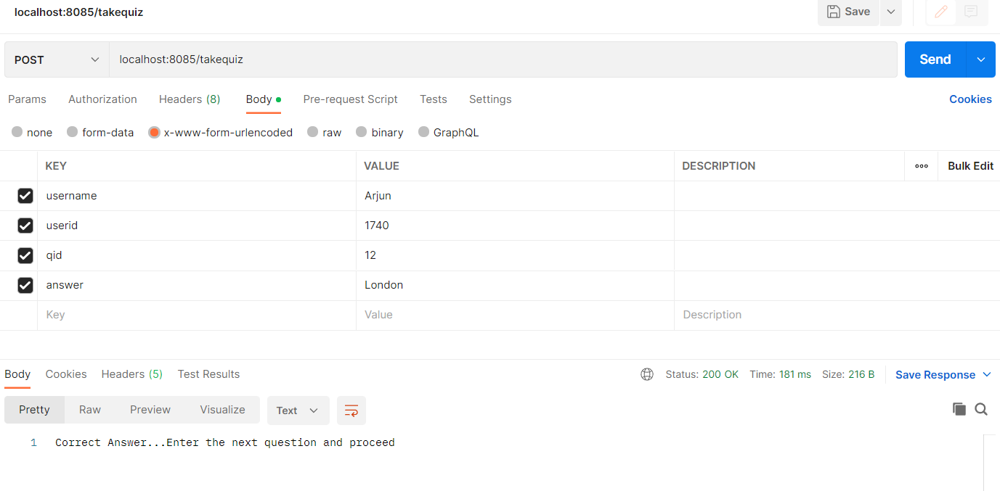 localhost:8085/takequiz
Save
POST localhost:8085/takequiz Send
Params Authorization Headers (8) Body Pre-request Script Tests Settings Cookies
none form-data x-www-form-urlencoded raw binary GraphQL
KEY VALUE DESCRIPTION ooo Bulk Edit
username Arjun
userid 1740
qid 12
answer London
Key Value Description
Body Cookies Headers (5) Test Results Status: 200 OK Time: 181 ms Size: 216 B Save Response
Pretty Raw Preview Visualize Text
1 Correct Answer...Enter the next question and proceed